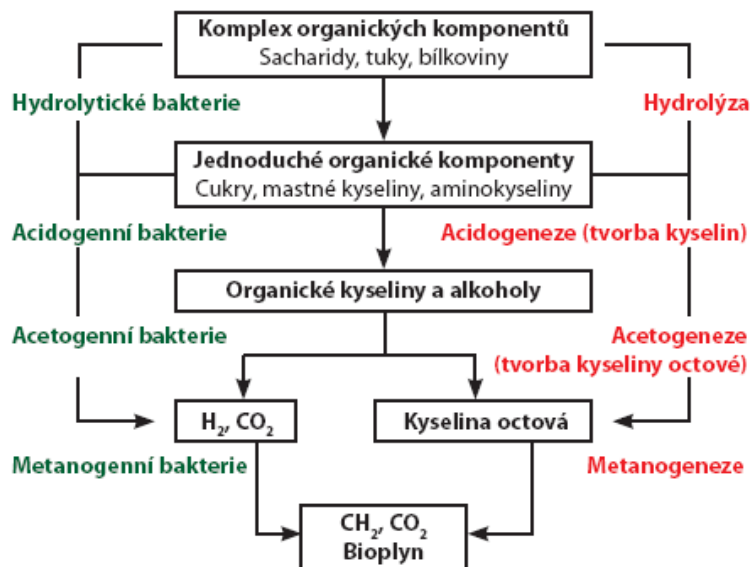 Komplex organických komponentů
Sacharidy, tuky, bílkoviny
Hydrolytické bakterie
Hydrolýza
Jednoduché organické komponenty
Cukry, mastné kyseliny, aminokyseliny
Acidogenní bakterie
Acidogeneze (tvorba kyselin)
Organické kyseliny a alkoholy
Acetogenní bakterie
Acetogeneze
(tvorba kyseliny octové)
H₂, CO₂
Kyselina octová
Metanogenní bakterie
Metanogeneze
CH₂, CO₂
Bioplyn